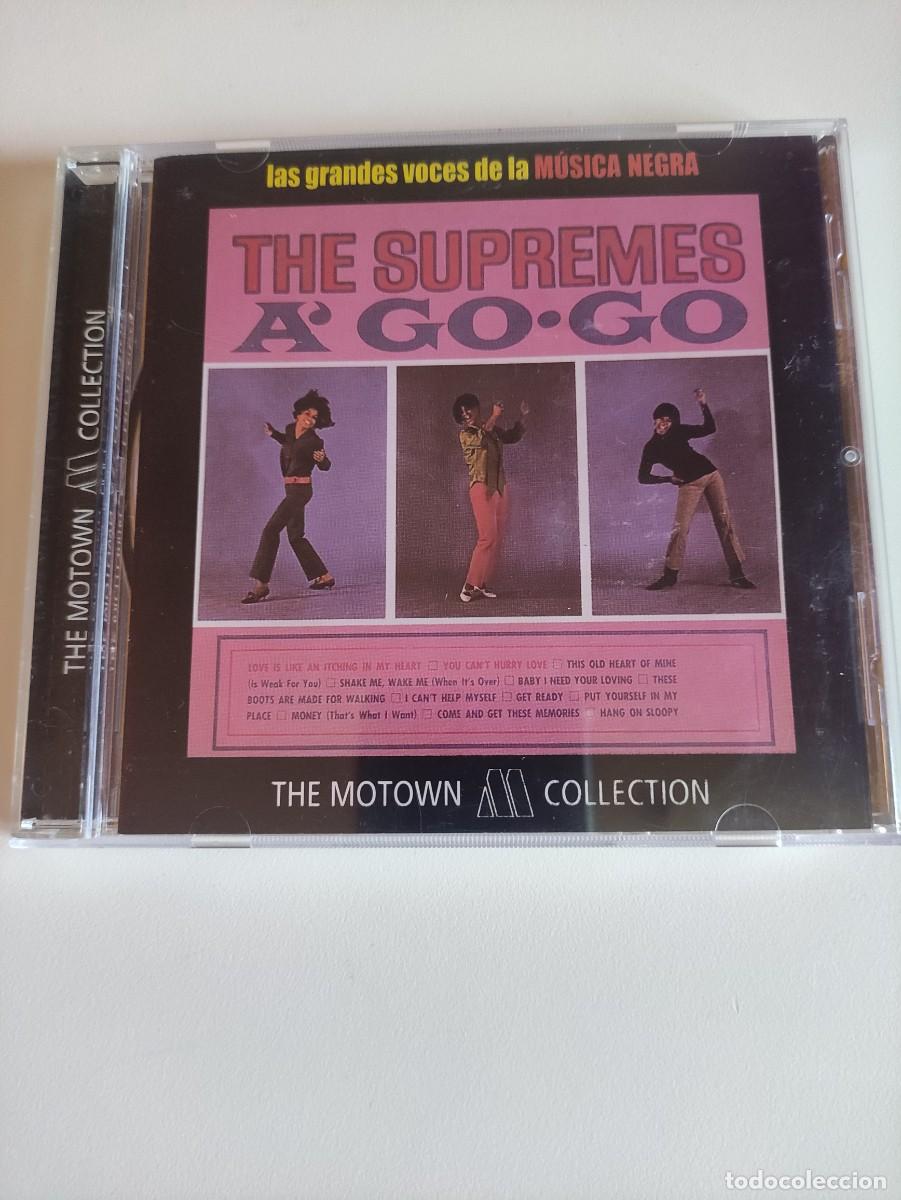 las grandes voces de la MÚSICA NEGRA
THE SUPREMES
A' GO•GO
LOVE IS LIKE AN ITCHING IN MY HEART □ YOU CAN'T HURRY LOVE □ THIS OLD HEART OF MINE
(is Weak For You) □ SHAKE ME, WAKE ME (When It's Over) □ BABY I NEED YOUR LOVING □ THESE
BOOTS ARE MADE FOR WALKING □ I CAN'T HELP MYSELF □ GET READY □ PUT YOURSELF IN MY
PLACE □ MONEY (That's What I Want) □ COME AND GET THESE MEMORIES □ HANG ON SLOOPY
THE MOTOWN M COLLECTION
THE MOTOWN M COLLECTION
todocoleccion